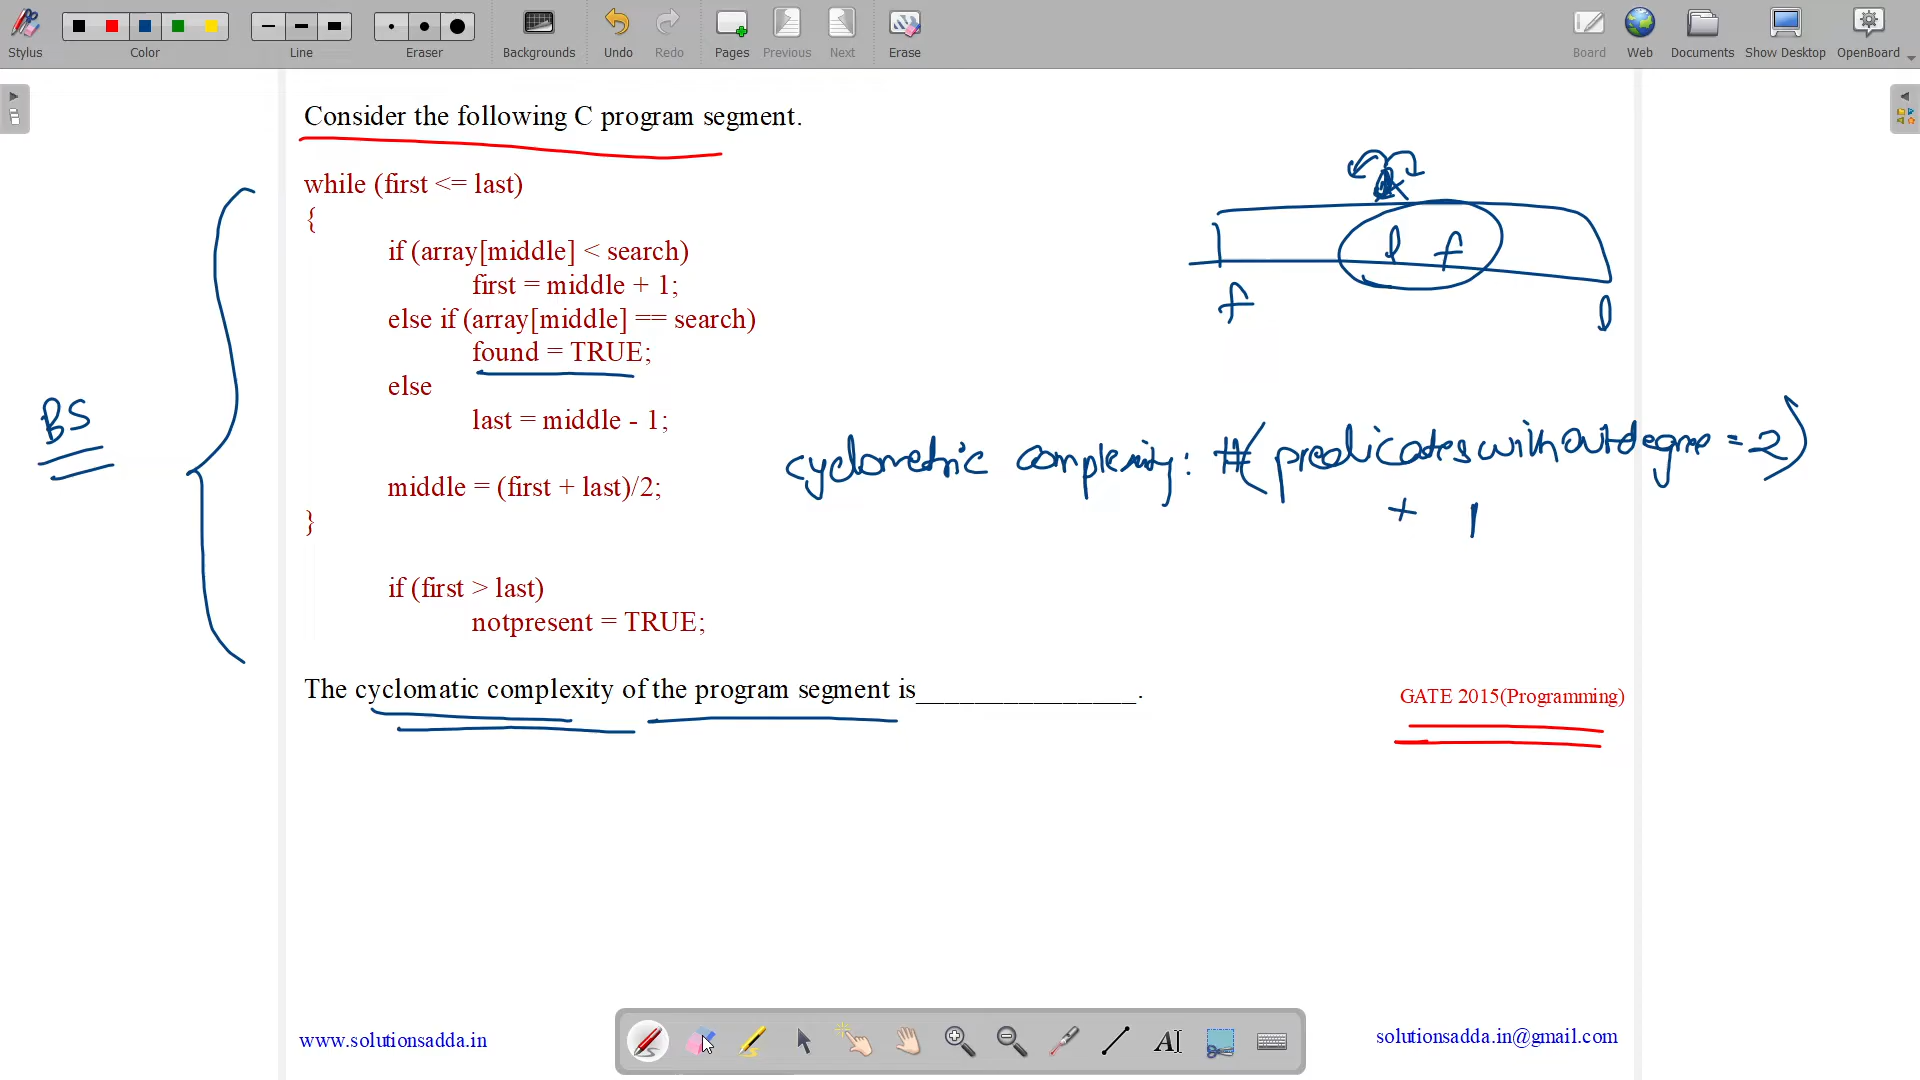 Stylus
Color
Line
Eraser
Backgrounds
Undo
Redo
Pages
Previous
Next
Erase
Board
Web
Documents
Show Desktop
OpenBoard
Consider the following C program segment.
while (first <= last)
{
if (array[middle] < search)
first = middle + 1;
else if (array[middle] == search)
found = TRUE;
else
last = middle - 1;
middle = (first + last)/2;
}
if (first > last)
notpresent = TRUE;
BS
l f
f
l
cyclometric complexity: #(predicates with outdegree = 2)
+ 1
The cyclomatic complexity of the program segment is_______________.
GATE 2015(Programming)
www.solutionsadda.in
solutionsadda.in@gmail.com